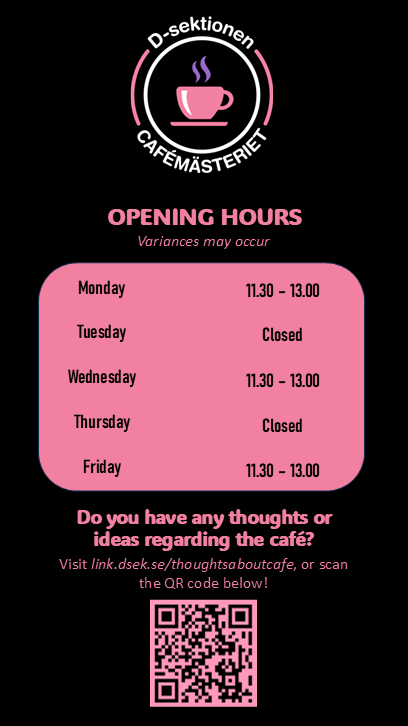 D-sektionen
CAFÉMÄSTERIET
OPENING HOURS
Variances may occur
Monday 11.30 – 13.00
Tuesday Closed
Wednesday 11.30 – 13.00
Thursday Closed
Friday 11.30 – 13.00
Do you have any thoughts or
ideas regarding the café?
Visit link.dsek.se/thoughtsaboutcafe, or scan
the QR code below!